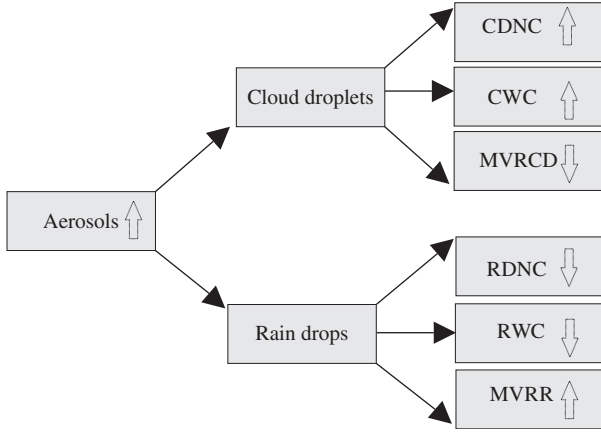 CDNC
Cloud droplets
CWC
MVRCD
Aerosols
RDNC
Rain drops
RWC
MVRR